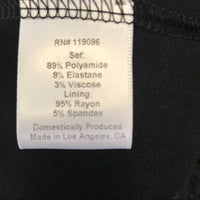 RN# 119096
Sef:
89% Polyamide
8% Elastane
3% Viscose
Lining:
95% Rayon
5% Spandex
Domestically Produced
Made in Los Angeles, CA